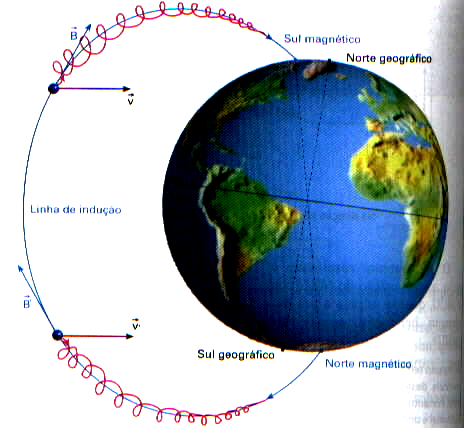 Sul magnético
B
Norte geográfico
v
Linha de indução
B'
v'
Sul geográfico
Norte magnético